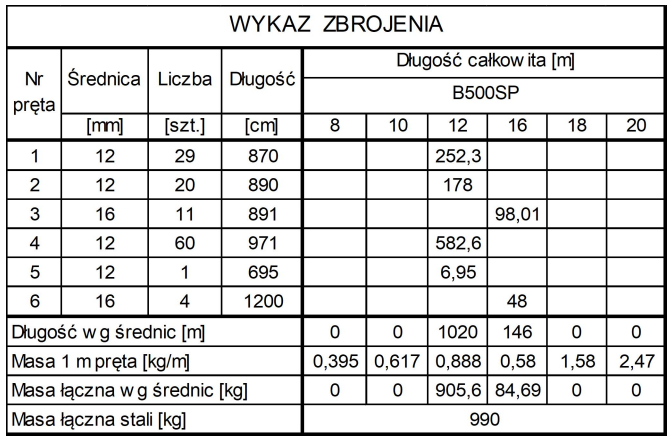 WYKAZ ZBROJENIA
Nr pręta Średnica Liczba Długość Długość całkowita [m]
B500SP
[mm] [szt.] [cm] 8 10 12 16 18 20
1 12 29 870 252,3
2 12 20 890 178
3 16 11 891 98,01
4 12 60 971 582,6
5 12 1 695 6,95
6 16 4 1200 48
Długość wg średnic [m] 0 0 1020 146 0 0
Masa 1 m pręta [kg/m] 0,395 0,617 0,888 0,58 1,58 2,47
Masa łączna wg średnic [kg] 0 0 905,6 84,69 0 0
Masa łączna stali [kg] 990